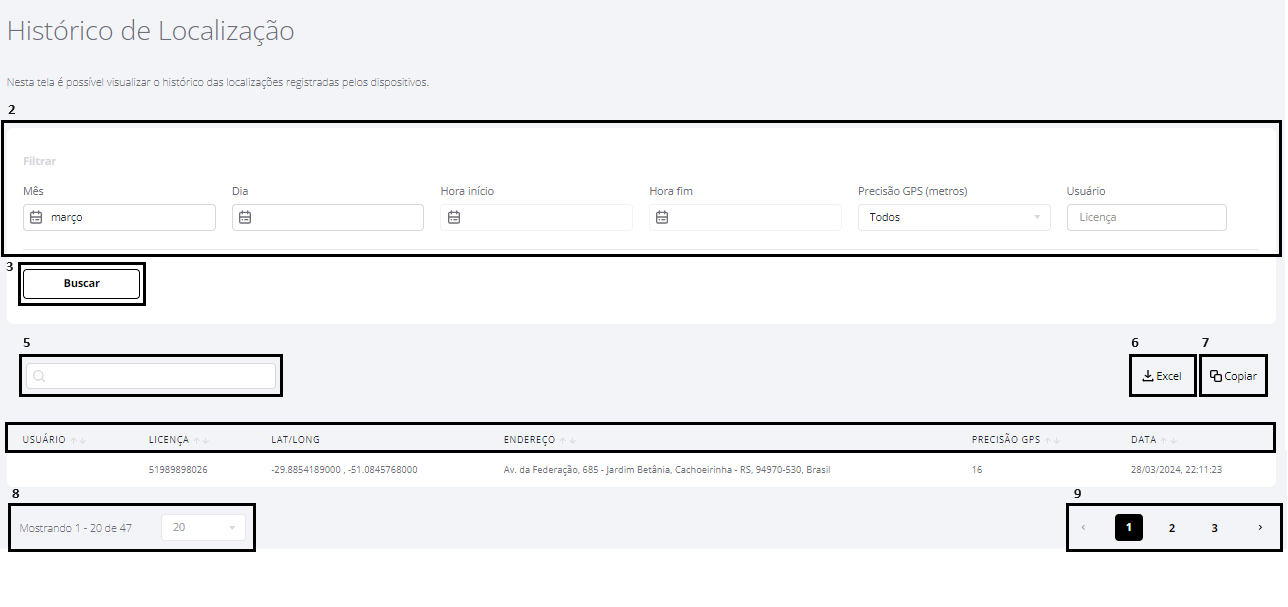 Histórico de Localização
Nesta tela é possível visualizar o histórico das localizações registradas pelos dispositivos.
2
Filtrar
Mês Dia Hora início Hora fim Precisão GPS (metros) Usuário
março Todos Licença
3
Buscar
5 6 7
Excel Copiar
USUÁRIO LICENÇA LAT/LONG ENDEREÇO PRECISÃO GPS DATA
51989898026 -29.8854189000 , -51.0845768000 Av. da Federação, 685 - Jardim Betânia, Cachoeirinha - RS, 94970-530, Brasil 16 28/03/2024, 22:11:23
8 9
Mostrando 1 - 20 de 47 20 ‹ 1 2 3 ›